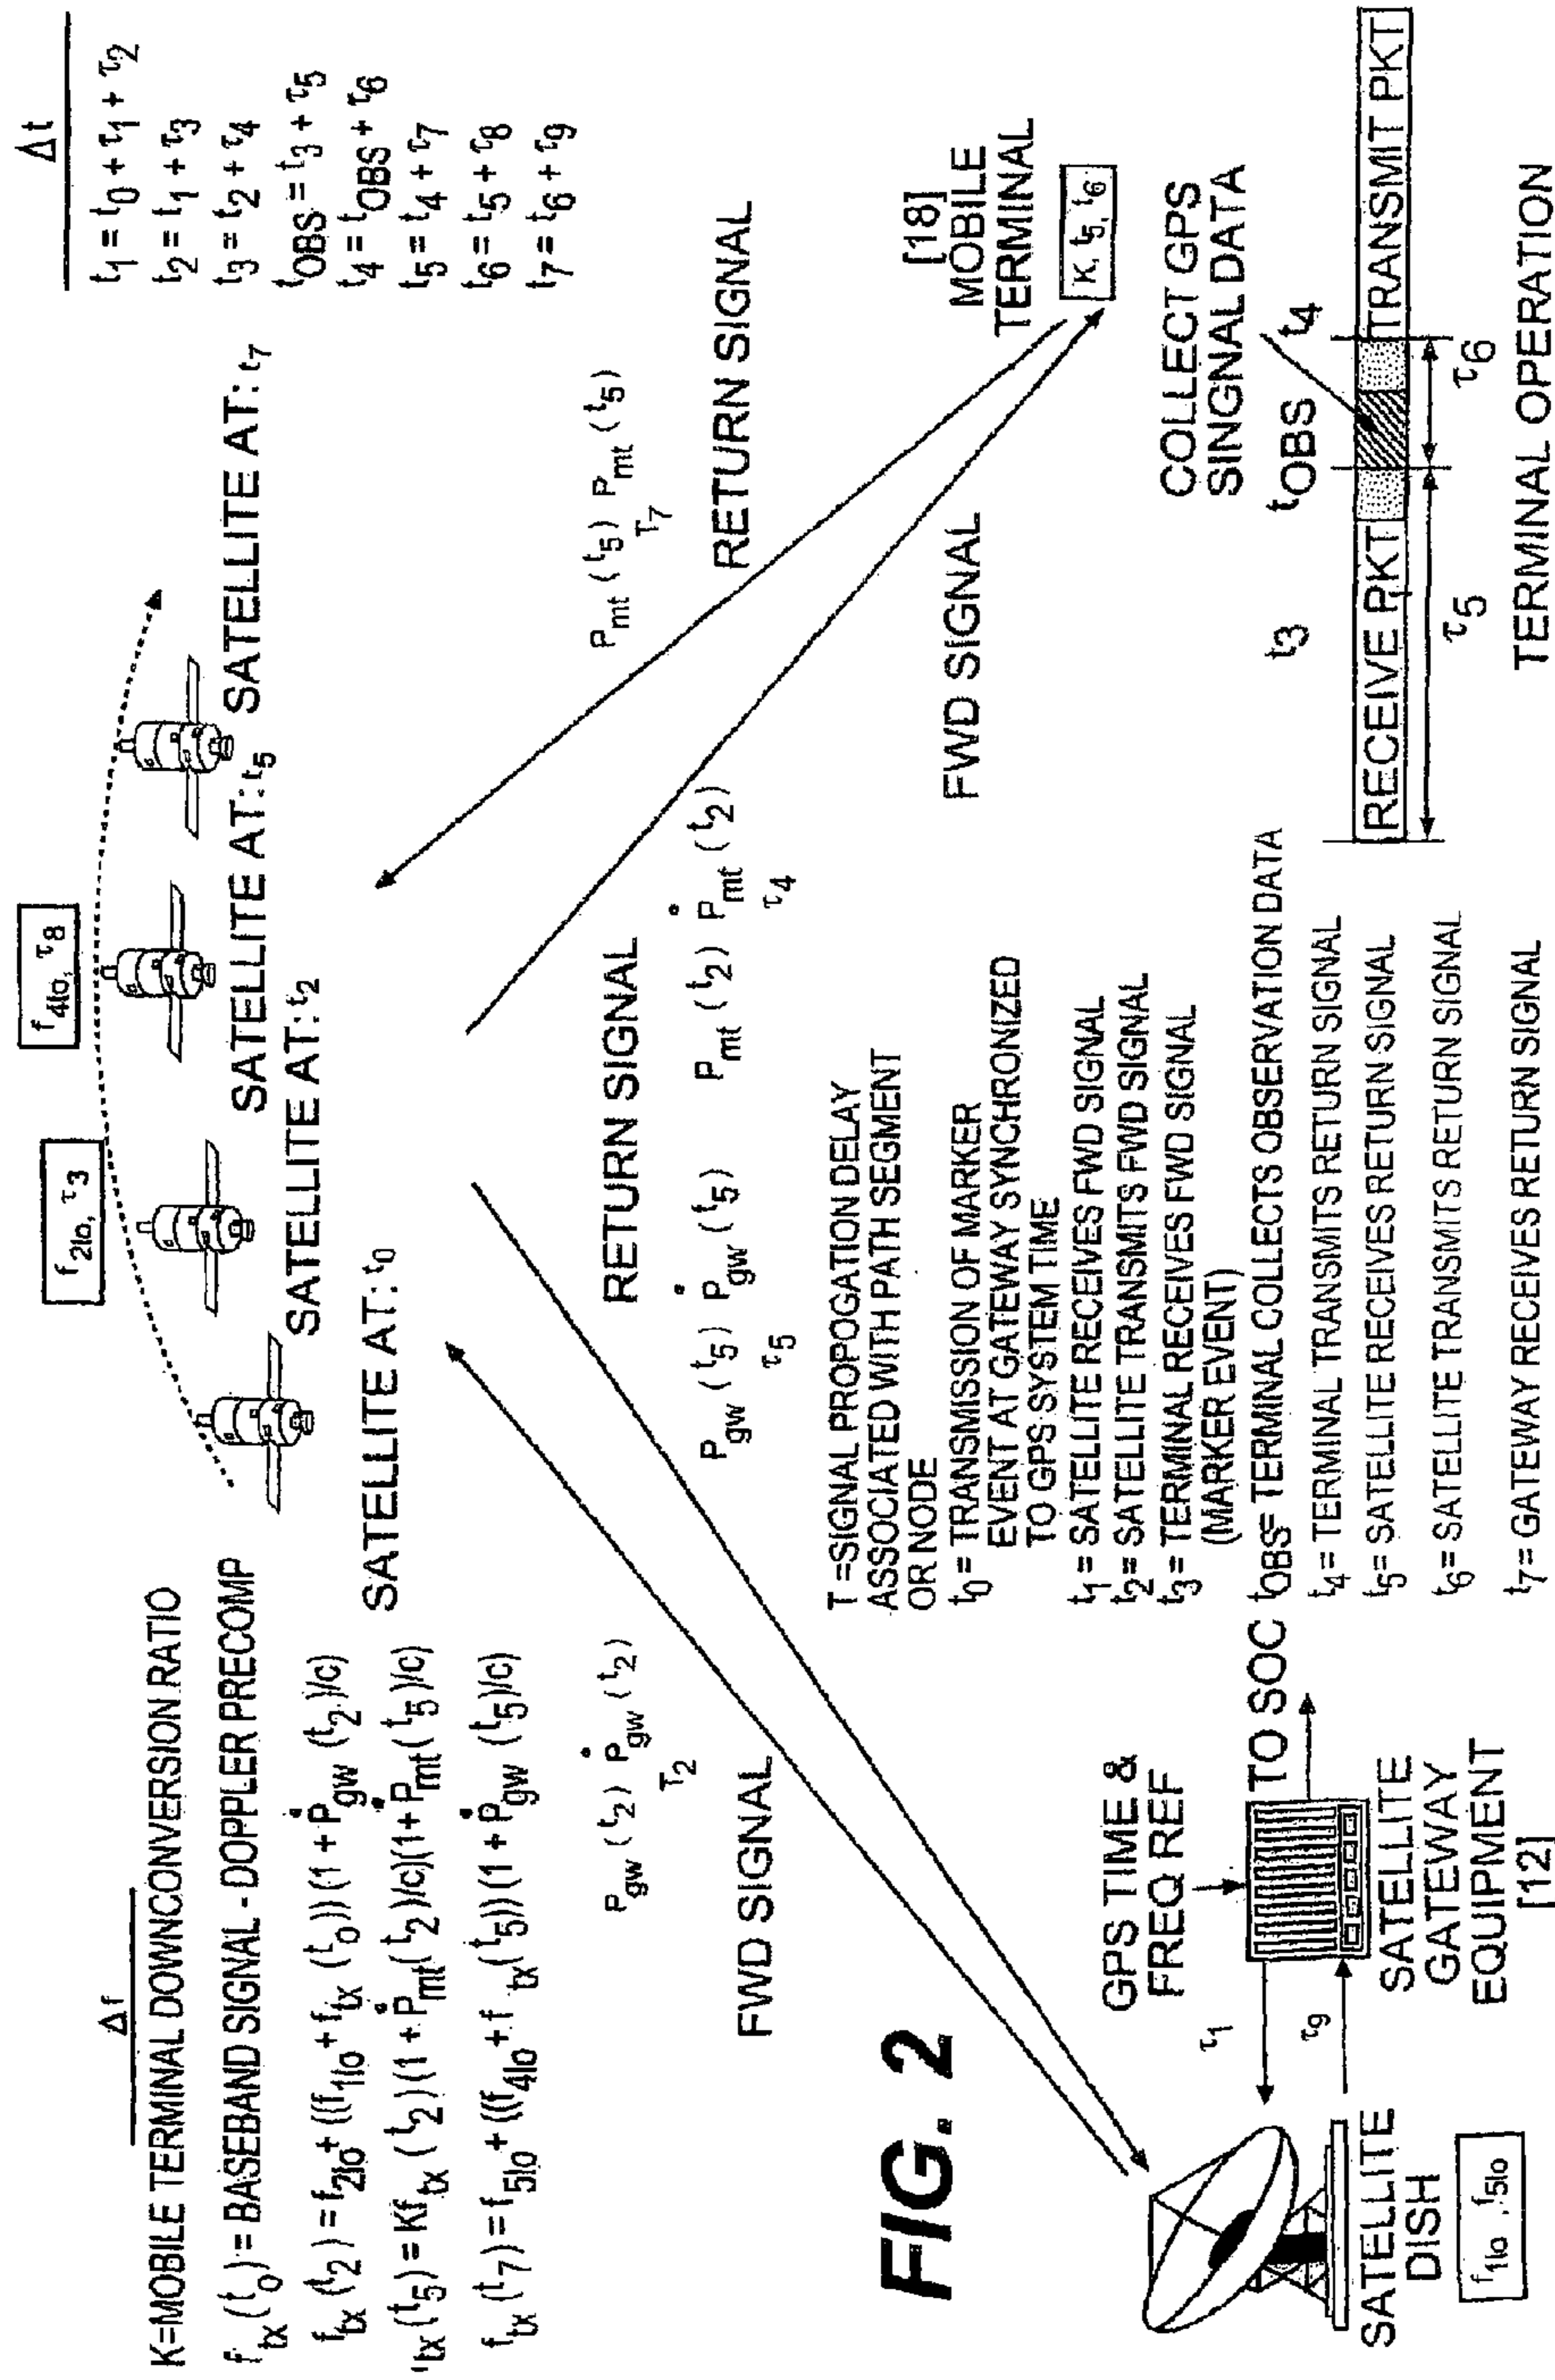 Δf
K=MOBILE TERMINAL DOWNCONVERSION RATIO
f_tx (t_o) = BASEBAND SIGNAL - DOPPLER PRECOMP
f_tx (t_2) = f_2lo + ((f_1lo + f_tx (t_o)) (1 + Ṗ_gw (t_2)/c)
'tx (t_5) = Kf_tx (t_2)(1 + Ṗ_mt (t_2)/c)(1+ Ṗ_mt (t_5)/c)
f_tx (t_7) = f_5lo + ((f_4lo + f_tx (t_5)) (1 + Ṗ_gw (t_5)/c)
f_2lo, τ_3
f_4lo, τ_8
SATELLITE AT: t_0
SATELLITE AT: t_2
SATELLITE AT: t_5
SATELLITE AT: t_7
Δt
t_1 = t_0 + τ_1 + τ_2
t_2 = t_1 + τ_3
t_3 = t_2 + τ_4
t_OBS = t_3 + τ_5
t_4 = t_OBS + τ_6
t_5 = t_4 + τ_7
t_6 = t_5 + τ_8
t_7 = t_6 + τ_9
P_gw (t_2) Ṗ_gw (t_2)
T_2
FWD SIGNAL
RETURN SIGNAL
P_gw (t_5) Ṗ_gw (t_5)
τ_5
P_mt (t_2) Ṗ_mt (t_2)
τ_4
P_mt (t_5) P_mt (t_5)
T_7
RETURN SIGNAL
FWD SIGNAL
[18]
MOBILE
TERMINAL
K, t_5, t_6
FIG. 2
T =SIGNAL PROPOGATION DELAY
ASSOCIATED WITH PATH SEGMENT
OR NODE
t_0 = TRANSMISSION OF MARKER
EVENT AT GATEWAY SYNCHRONIZED
TO GPS SYSTEM TIME
t_1 = SATELLITE RECEIVES FWD SIGNAL
t_2 = SATELLITE TRANSMITS FWD SIGNAL
t_3 = TERMINAL RECEIVES FWD SIGNAL
(MARKER EVENT)
t_OBS = TERMINAL COLLECTS OBSERVATION DATA
t_4 = TERMINAL TRANSMITS RETURN SIGNAL
t_5 = SATELLITE RECEIVES RETURN SIGNAL
t_6 = SATELLITE TRANSMITS RETURN SIGNAL
t_7 = GATEWAY RECEIVES RETURN SIGNAL
GPS TIME &
FREQ REF
TO SOC
τ_1
τ_9
SATELLITE
DISH
f_1lo, f_5lo
SATELLITE
GATEWAY
EQUIPMENT
[12]
COLLECT GPS
SINGNAL DATA
t_3
t_OBS
t_4
RECEIVE PKT
TRANSMIT PKT
τ_5
τ_6
TERMINAL OPERATION